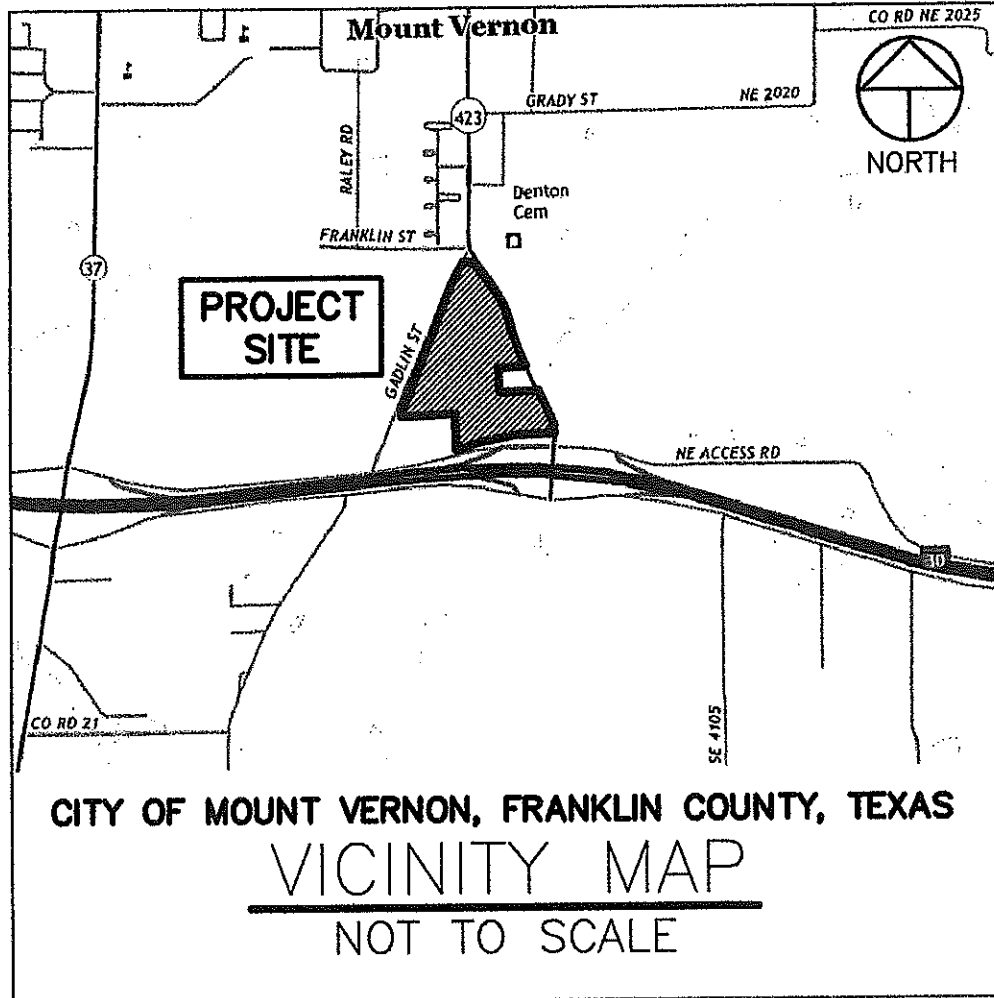 Mount Vernon
CO RD NE 2025
GRADY ST
NE 2020
423
RALEY RD
NORTH
Denton
Cem
FRANKLIN ST
37
PROJECT
SITE
GADLIN ST
NE ACCESS RD
30
CO RD 21
SE 4105
CITY OF MOUNT VERNON, FRANKLIN COUNTY, TEXAS
VICINITY MAP
NOT TO SCALE